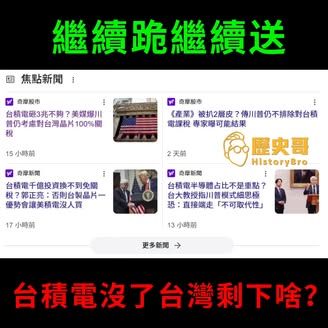 繼續跪繼續送
焦點新聞
奇摩股市
台積電砸3兆不夠？美媒爆川
普仍考慮對台灣晶片100%關
稅
15 小時前
奇摩股市
《產業》被扒2層皮？傳川普仍不排除對台積
電課稅 專家曝可能結果
2 天前
歷史哥
HistoryBro
奇摩新聞
台積電千億投資換不到免關
稅？郭正亮：否則台製晶片一
優勢會讓美積電沒人買
17 小時前
奇摩新聞
台積電半導體占比不是重點？台
大教授指川普模式細思極
恐：直接端走「不可取代性」
13 小時前
更多新聞
台積電沒了台灣剩下啥?